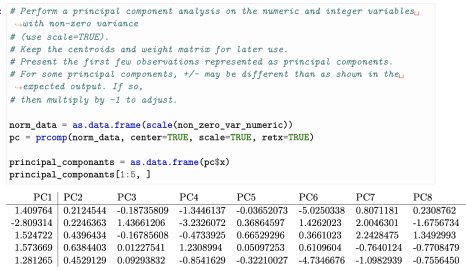 : # Perform a principal component analysis on the numeric and integer variables
↪with non-zero variance
# (use scale=TRUE).
# Keep the centroids and weight matrix for later use.
# Present the first few observations represented as principal components.
# For some principal components, +/- may be different than as shown in the
↪expected output. If so,
# then multiply by -1 to adjust.
norm_data = as.data.frame(scale(non_zero_var_numeric))
pc = prcomp(norm_data, center=TRUE, scale=TRUE, retx=TRUE)
principal_componants = as.data.frame(pc$x)
principal_componants[1:5, ]
PC1 PC2 PC3 PC4 PC5 PC6 PC7 PC8
1.409764 0.2124544 -0.18735809 -1.3446137 -0.03652073 -5.0250338 0.8071181 0.2308762
-2.809314 0.2246363 1.43661206 -3.2326072 0.36864597 1.4262023 2.0046301 -1.6756734
1.524722 0.4396434 -0.16785608 -0.4733925 0.66529296 0.3661023 2.2428475 1.3492993
1.573669 0.6384403 0.01227541 1.2308994 0.05097253 0.6109604 -0.7640124 -0.7708479
1.281265 0.4529129 0.09293832 -0.8541629 -0.32210027 -4.7346676 -1.0982939 -0.7556450